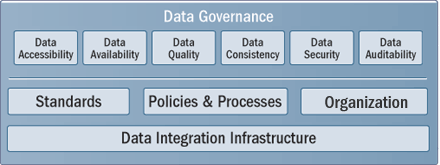 Data Governance
Data Accessibility
Data Availability
Data Quality
Data Consistency
Data Security
Data Auditability
Standards
Policies & Processes
Organization
Data Integration Infrastructure